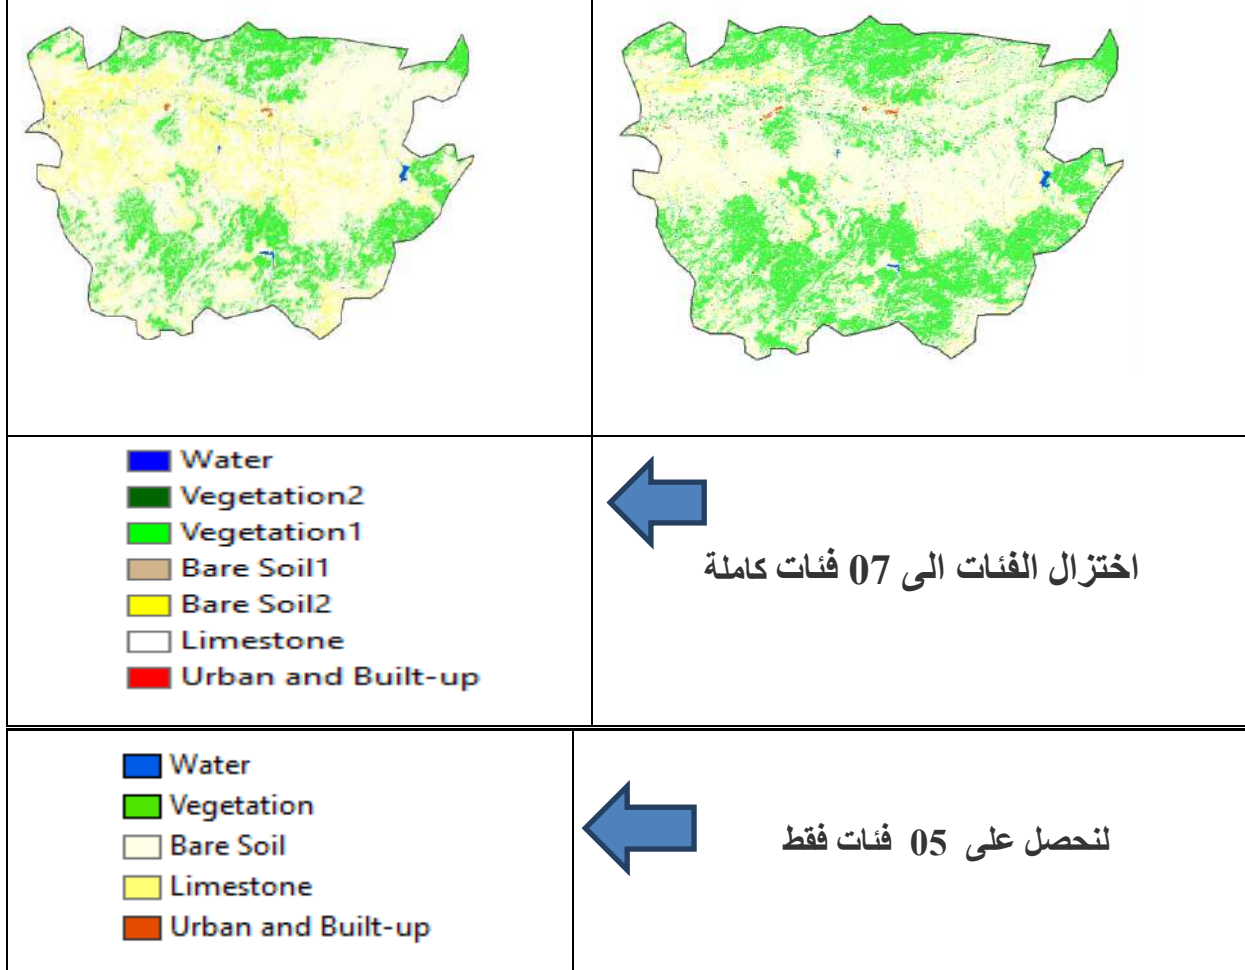 Water
Vegetation2
Vegetation1
Bare Soil1
Bare Soil2
Limestone
Urban and Built-up
اختزال الفئات الى 07 فئات كاملة
Water
Vegetation
Bare Soil
Limestone
Urban and Built-up
لنحصل على 05 فئات فقط